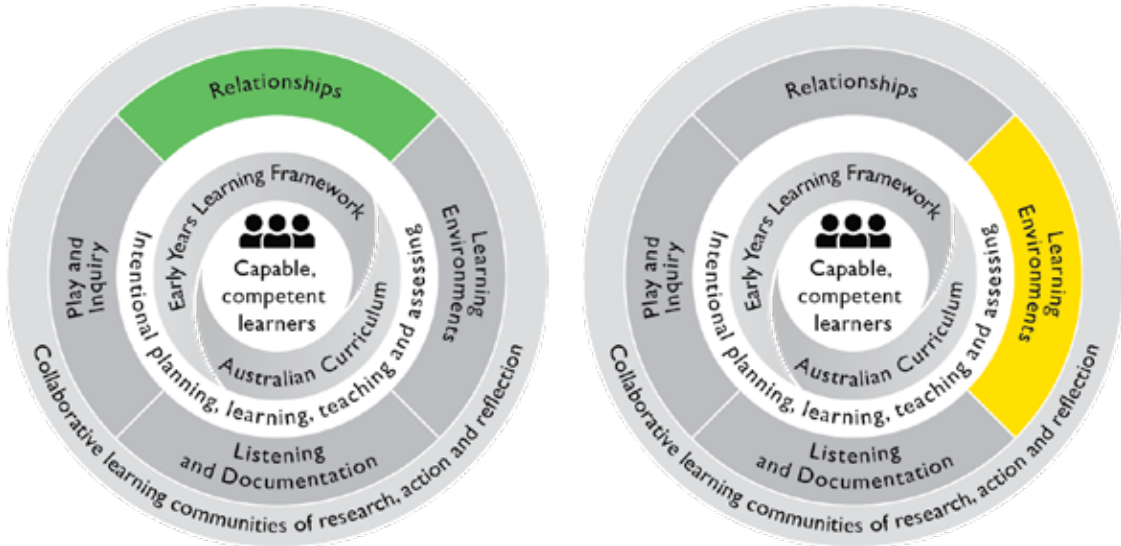 Relationships
Early Years Learning Framework
Capable,
competent
learners
Australian Curriculum
Play and
Inquiry
Learning
Environments
Intentional planning, learning, teaching and assessing
Listening
and Documentation
Collaborative learning communities of research, action and reflection
Relationships
Early Years Learning Framework
Capable,
competent
learners
Australian Curriculum
Play and
Inquiry
Learning
Environments
Intentional planning, learning, teaching and assessing
Listening
and Documentation
Collaborative learning communities of research, action and reflection